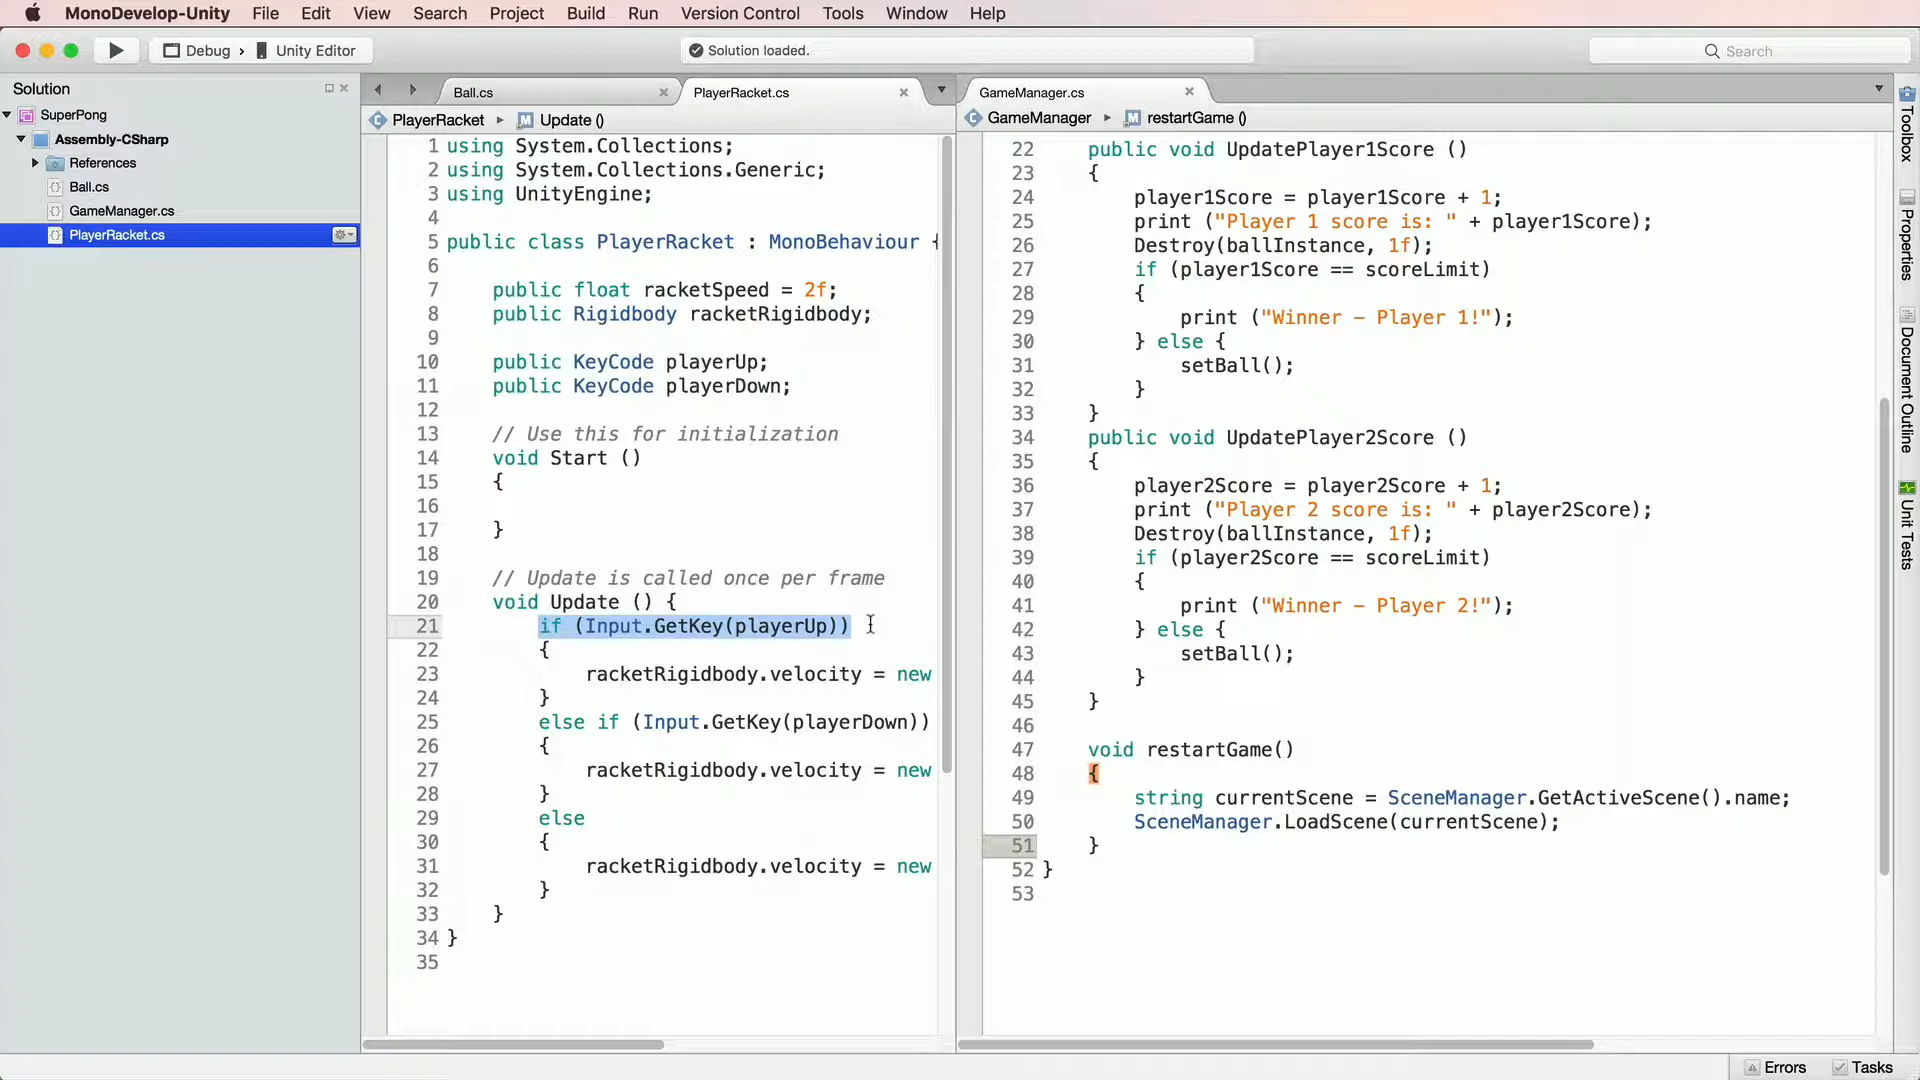 MonoDevelop-Unity File Edit View Search Project Build Run Version Control Tools Window Help
Debug › Unity Editor
Solution loaded.
Search
Solution
SuperPong
Assembly-CSharp
References
Ball.cs
GameManager.cs
PlayerRacket.cs
Ball.cs
PlayerRacket.cs
PlayerRacket ▸ Update ()
1 using System.Collections;
2 using System.Collections.Generic;
3 using UnityEngine;
4
5 public class PlayerRacket : MonoBehaviour {
6
7 public float racketSpeed = 2f;
8 public Rigidbody racketRigidbody;
9
10 public KeyCode playerUp;
11 public KeyCode playerDown;
12
13 // Use this for initialization
14 void Start ()
15 {
16
17 }
18
19 // Update is called once per frame
20 void Update () {
21 if (Input.GetKey(playerUp))
22 {
23 racketRigidbody.velocity = new
24 }
25 else if (Input.GetKey(playerDown))
26 {
27 racketRigidbody.velocity = new
28 }
29 else
30 {
31 racketRigidbody.velocity = new
32 }
33 }
34 }
35
GameManager.cs
GameManager ▸ restartGame ()
22 public void UpdatePlayer1Score ()
23 {
24 player1Score = player1Score + 1;
25 print ("Player 1 score is: " + player1Score);
26 Destroy(ballInstance, 1f);
27 if (player1Score == scoreLimit)
28 {
29 print ("Winner – Player 1!");
30 } else {
31 setBall();
32 }
33 }
34 public void UpdatePlayer2Score ()
35 {
36 player2Score = player2Score + 1;
37 print ("Player 2 score is: " + player2Score);
38 Destroy(ballInstance, 1f);
39 if (player2Score == scoreLimit)
40 {
41 print ("Winner – Player 2!");
42 } else {
43 setBall();
44 }
45 }
46
47 void restartGame()
48 {
49 string currentScene = SceneManager.GetActiveScene().name;
50 SceneManager.LoadScene(currentScene);
51 }
52 }
53
Toolbox
Properties
Document Outline
Unit Tests
Errors Tasks